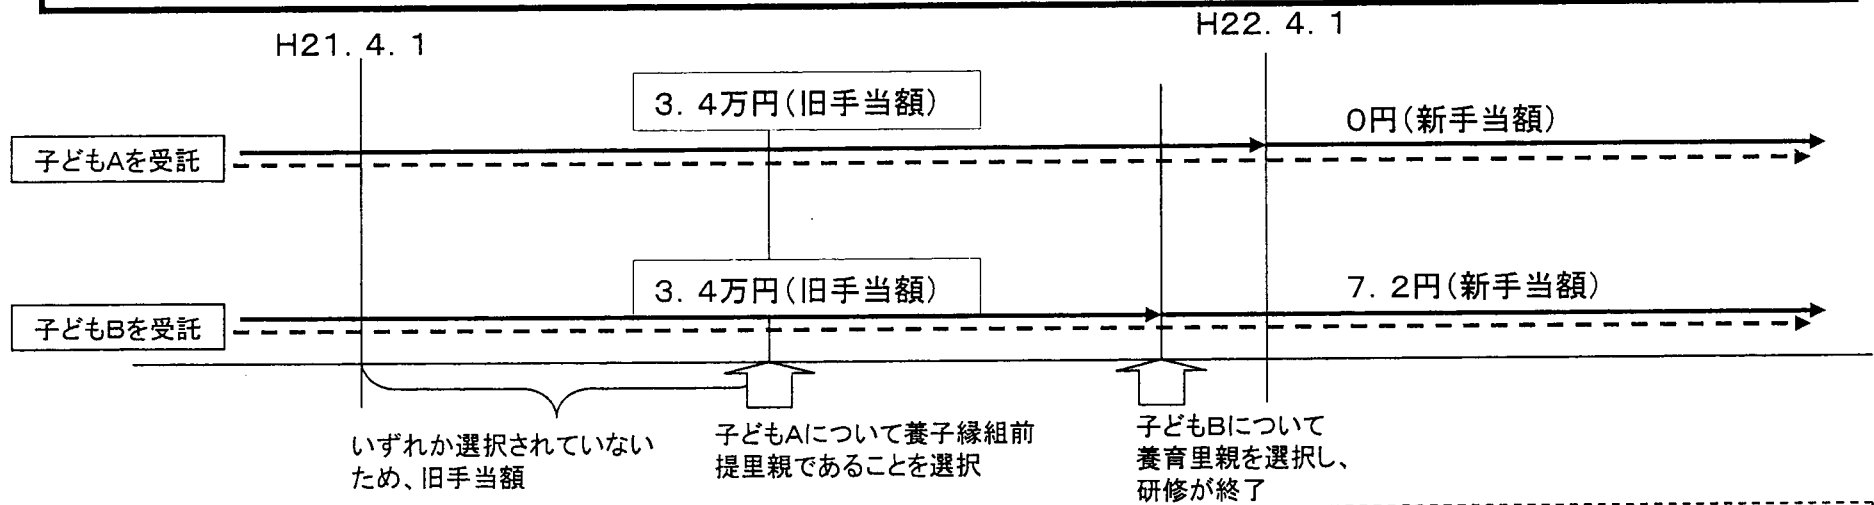 H21．4．1
H22．4．1
3．4万円（旧手当額）
0円（新手当額）
子どもAを受託
3．4万円（旧手当額）
7．2円（新手当額）
子どもBを受託
いずれか選択されていない
ため、旧手当額
子どもAについて養子縁組前
提里親であることを選択
子どもBについて
養育里親を選択し、
研修が終了